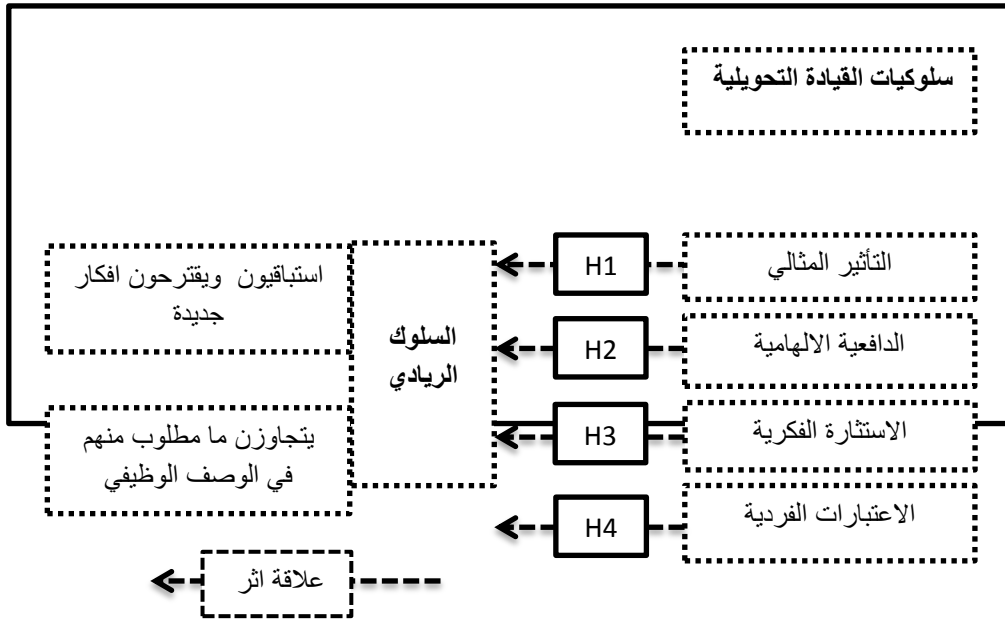 سلوكيات القيادة التحويلية
التأثير المثالي
H1
استباقيون ويقترحون افكار
جديدة
الدافعية الالهامية
H2
السلوك
الريادي
الاستثارة الفكرية
H3
يتجاوزن ما مطلوب منهم
في الوصف الوظيفي
الاعتبارات الفردية
H4
علاقة اثر